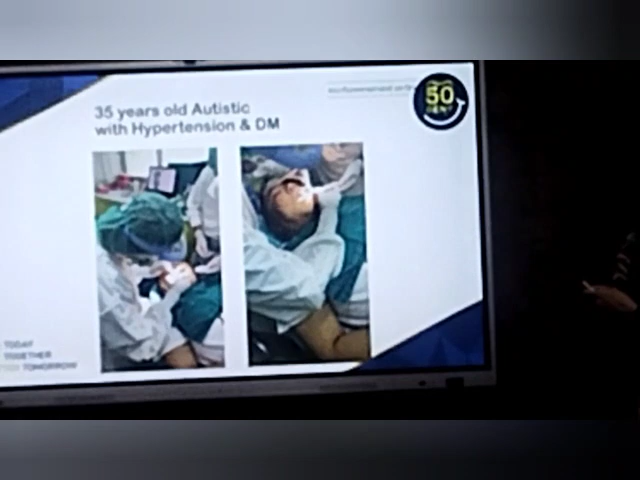 35 years old Autistic
with Hypertension & DM
50
TODAY
TOGETHER
TOMORROW